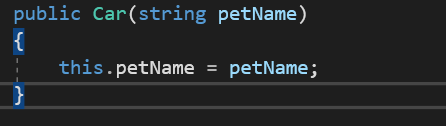 public Car(string petName)
{
    this.petName = petName;
}